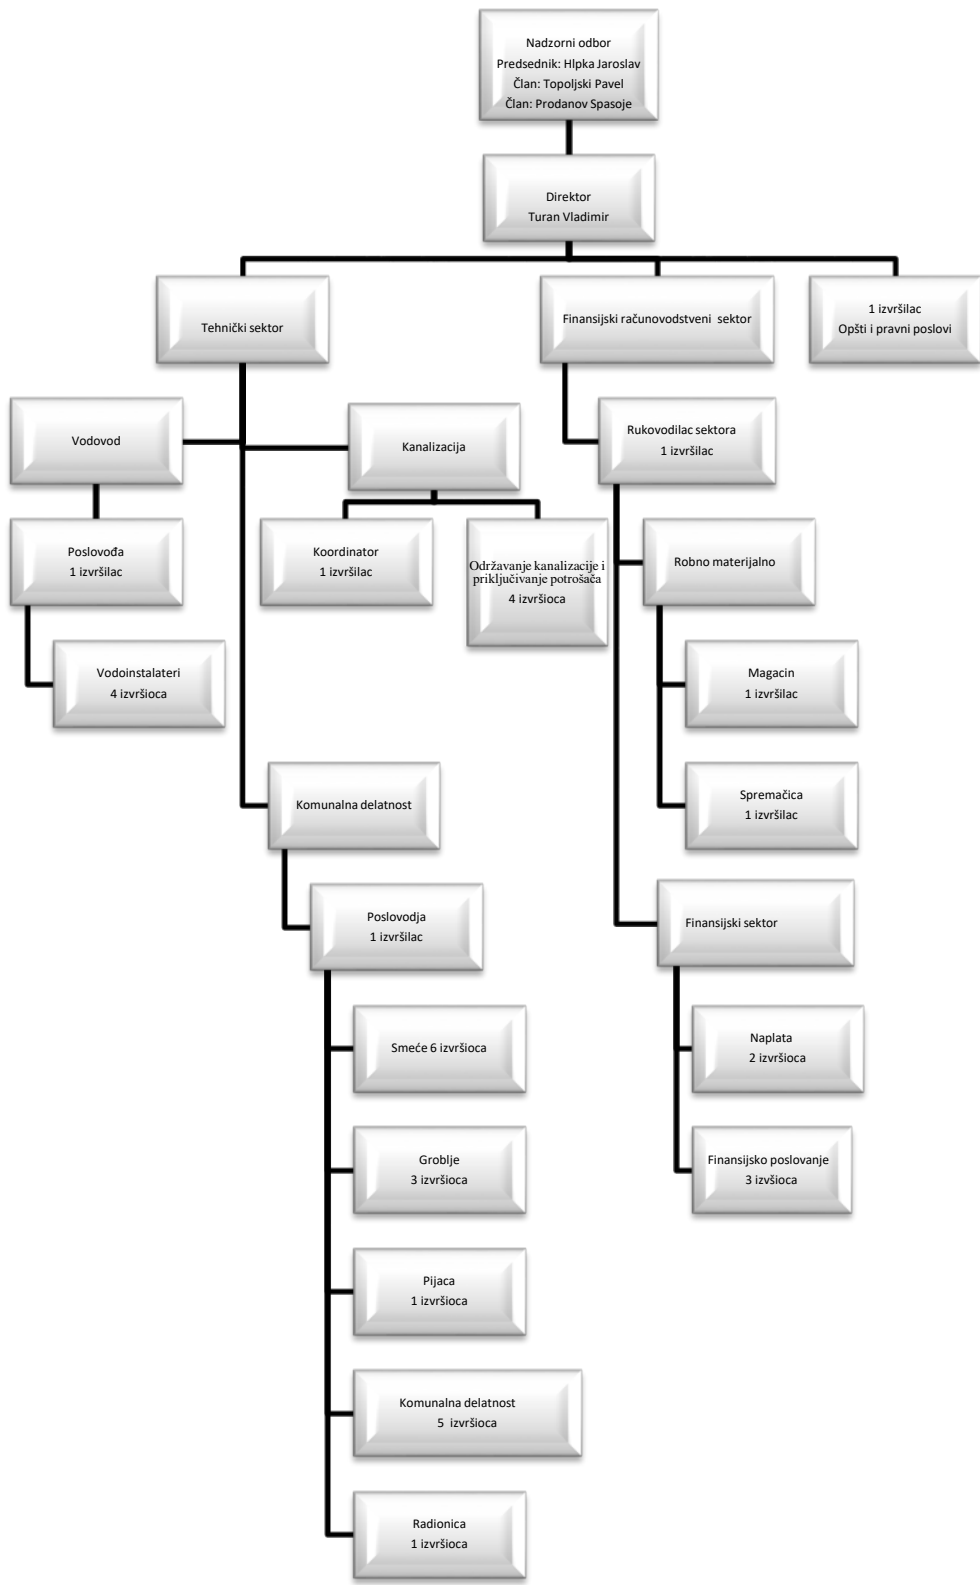 Nadzorni odbor
Predsednik: Hlpka Jaroslav
Član: Topoljski Pavel
Član: Prodanov Spasoje
Direktor
Turan Vladimir
Tehnički sektor
Finansijski računovodstveni sektor
1 izvršilac
Opšti i pravni poslovi
Vodovod
Kanalizacija
Rukovodilac sektora
1 izvršilac
Poslovođa
1 izvršilac
Koordinator
1 izvršilac
Održavanje kanalizacije i
priključivanje potrošača
4 izvršioca
Robno materijalno
Vodoinstalateri
4 izvršioca
Magacin
1 izvršilac
Komunalna delatnost
Spremačica
1 izvršilac
Poslovodja
1 izvršilac
Finansijski sektor
Smeće 6 izvršioca
Naplata
2 izvršioca
Groblje
3 izvršioca
Finansijsko poslovanje
3 izvšioca
Pijaca
1 izvršioca
Komunalna delatnost
5 izvršioca
Radionica
1 izvršioca